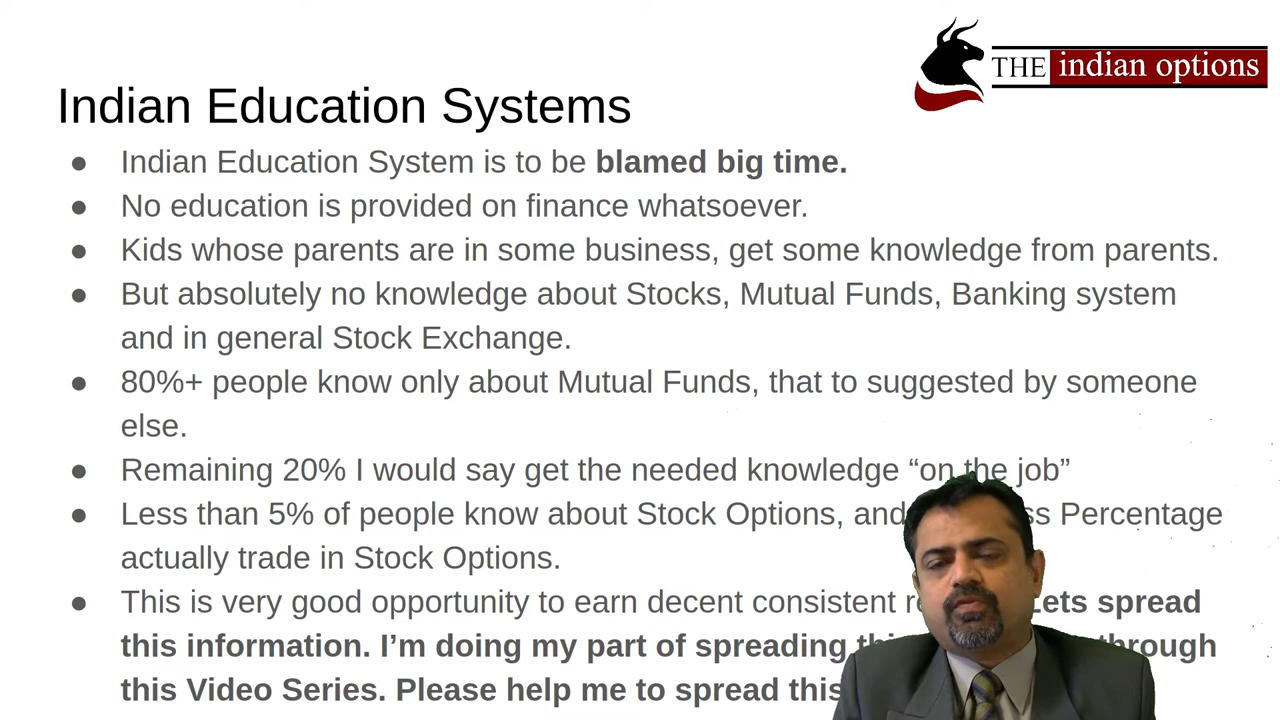 THE indian options
Indian Education Systems
● Indian Education System is to be blamed big time.
● No education is provided on finance whatsoever.
● Kids whose parents are in some business, get some knowledge from parents.
● But absolutely no knowledge about Stocks, Mutual Funds, Banking system
and in general Stock Exchange.
● 80%+ people know only about Mutual Funds, that to suggested by someone
else.
● Remaining 20% I would say get the needed knowledge “on the job”
● Less than 5% of people know about Stock Options, and Percentage
actually trade in Stock Options.
● This is very good opportunity to earn decent consistent Lets spread
this information. I’m doing my part of spreading through
this Video Series. Please help me to spread this